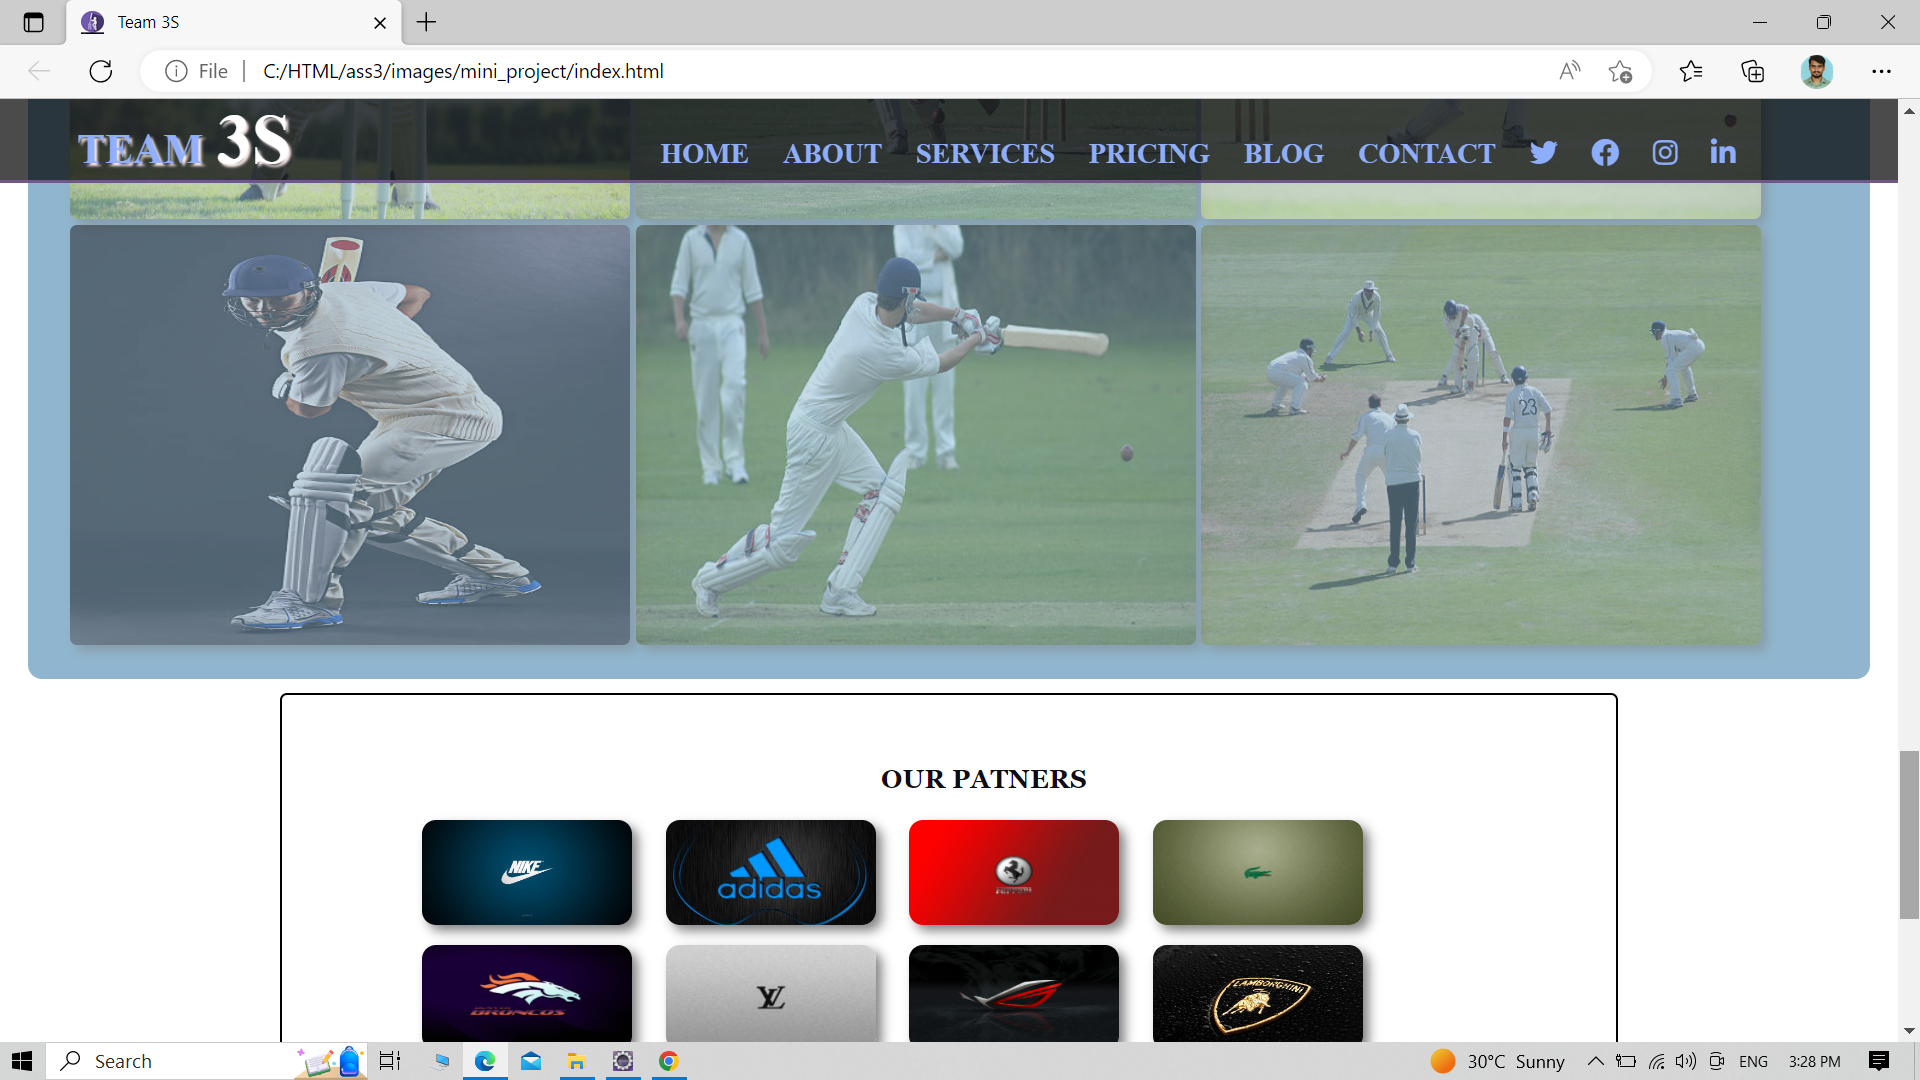 Team 3S
File
C:/HTML/ass3/images/mini_project/index.html
TEAM 3S
HOME ABOUT SERVICES PRICING BLOG CONTACT
23
OUR PATNERS
NIKE
adidas
BRONCOS
LV
LAMBORGHINI
Search
30°C Sunny
ENG
3:28 PM